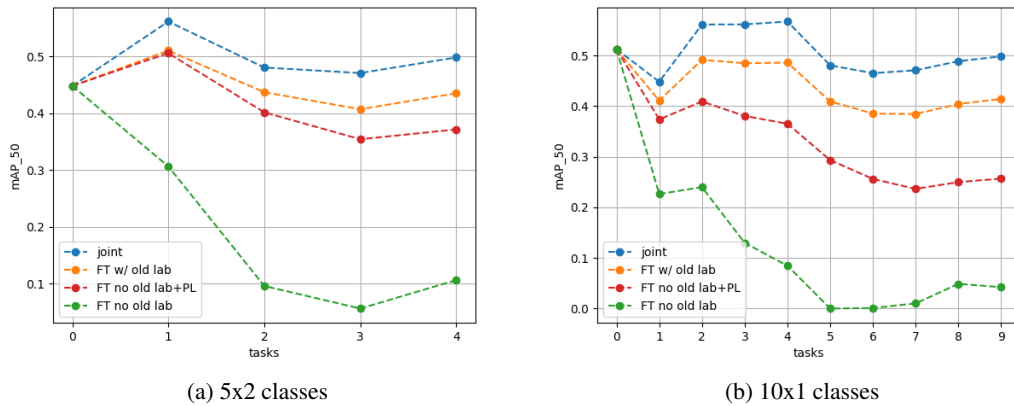 0.5
0.4
0.3
0.2
0.1
mAP_50
joint
FT w/ old lab
FT no old lab+PL
FT no old lab
0 1 2 3 4
tasks
(a) 5x2 classes
0.5
0.4
0.3
0.2
0.1
0.0
mAP_50
joint
FT w/ old lab
FT no old lab+PL
FT no old lab
0 1 2 3 4 5 6 7 8 9
tasks
(b) 10x1 classes